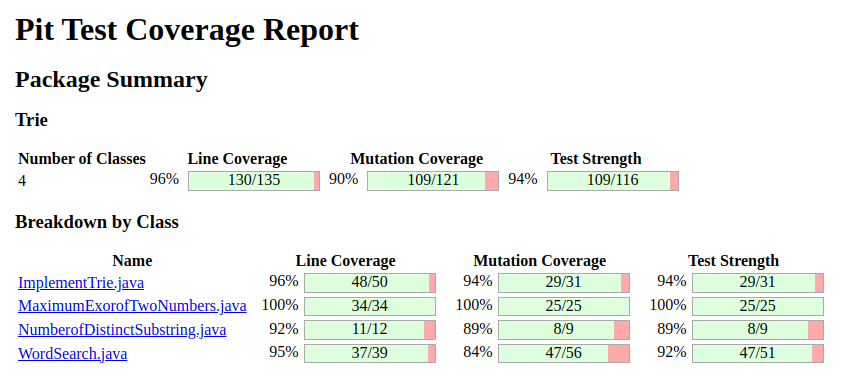 Pit Test Coverage Report
Package Summary
Trie
Number of Classes Line Coverage Mutation Coverage Test Strength
4 96% 130/135 90% 109/121 94% 109/116
Breakdown by Class
Name Line Coverage Mutation Coverage Test Strength
ImplementTrie.java 96% 48/50 94% 29/31 94% 29/31
MaximumExorofTwoNumbers.java 100% 34/34 100% 25/25 100% 25/25
NumberofDistinctSubstring.java 92% 11/12 89% 8/9 89% 8/9
WordSearch.java 95% 37/39 84% 47/56 92% 47/51